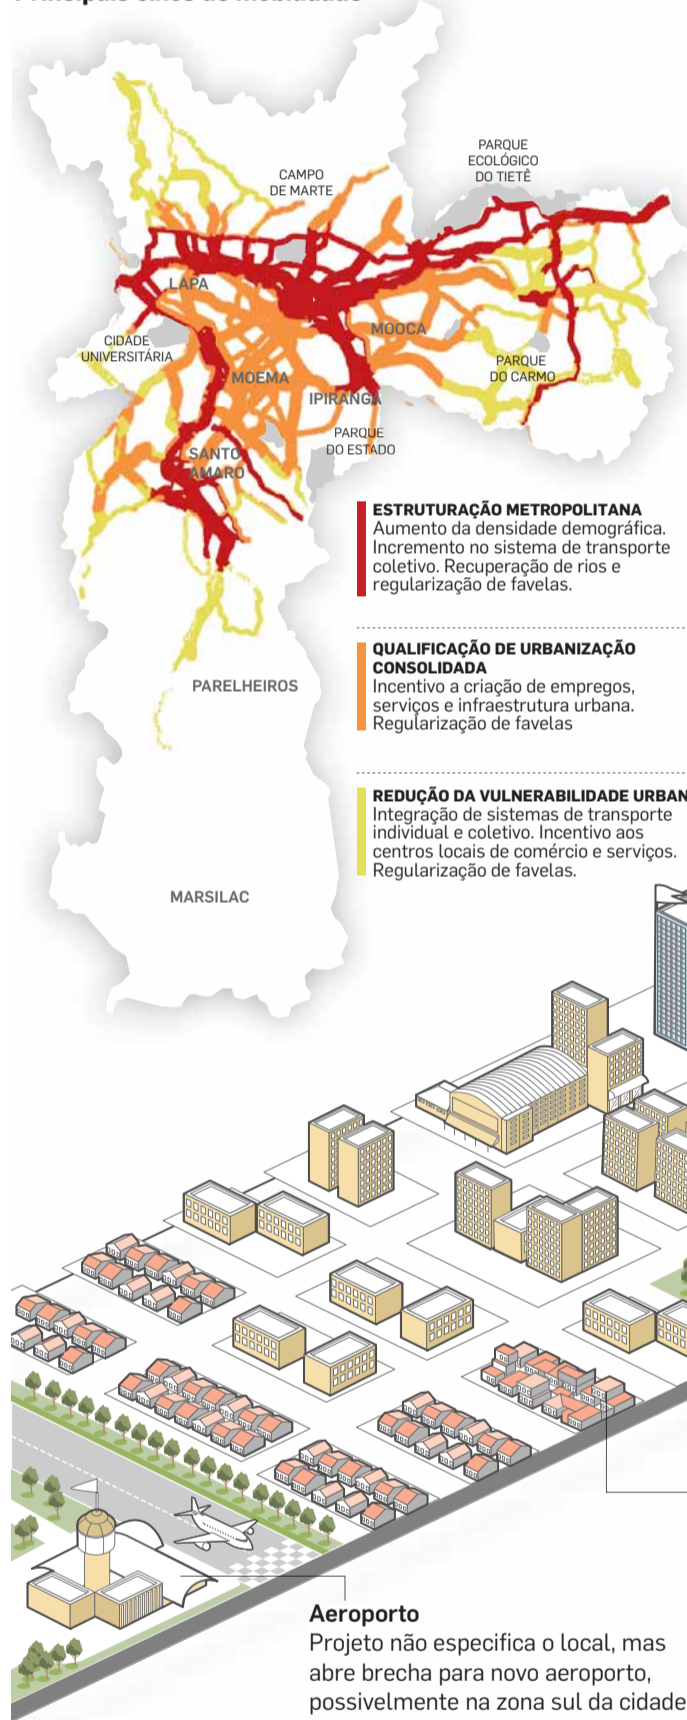 Principais eixos de mobilidade
PARQUE
ECOLÓGICO
DO TIETÊ
CAMPO
DE MARTE
LAPA
CIDADE
UNIVERSITÁRIA
MOOCA
MOEMA
PARQUE
DO CARMO
IPIRANGA
PARQUE
DO ESTADO
SANTO
AMARO
ESTRUTURAÇÃO METROPOLITANA
Aumento da densidade demográfica.
Incremento no sistema de transporte
coletivo. Recuperação de rios e
regularização de favelas.
QUALIFICAÇÃO DE URBANIZAÇÃO
CONSOLIDADA
Incentivo a criação de empregos,
serviços e infraestrutura urbana.
Regularização de favelas
PARELHEIROS
REDUÇÃO DA VULNERABILIDADE URBAN
Integração de sistemas de transporte
individual e coletivo. Incentivo aos
centros locais de comércio e serviços.
Regularização de favelas.
MARSILAC
Aeroporto
Projeto não especifica o local, mas
abre brecha para novo aeroporto,
possivelmente na zona sul da cidade